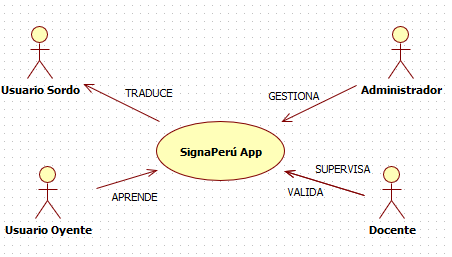 Usuario Sordo
TRADUCE
GESTIONA
Administrador
SignaPerú App
SUPERVISA
VALIDA
APRENDE
Usuario Oyente
Docente